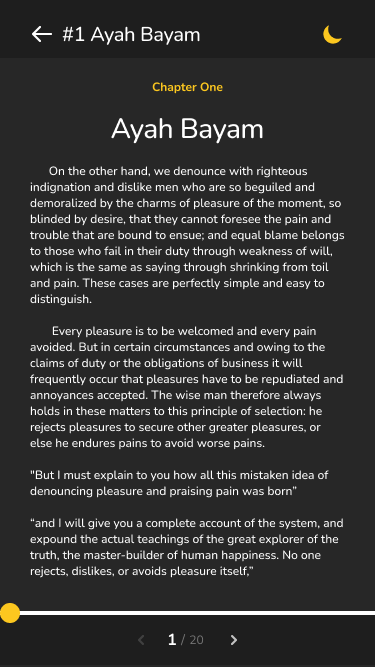 #1 Ayah Bayam
Chapter One
Ayah Bayam
On the other hand, we denounce with righteous
indignation and dislike men who are so beguiled and
demoralized by the charms of pleasure of the moment, so
blinded by desire, that they cannot foresee the pain and
trouble that are bound to ensue; and equal blame belongs
to those who fail in their duty through weakness of will,
which is the same as saying through shrinking from toil
and pain. These cases are perfectly simple and easy to
distinguish.
Every pleasure is to be welcomed and every pain
avoided. But in certain circumstances and owing to the
claims of duty or the obligations of business it will
frequently occur that pleasures have to be repudiated and
annoyances accepted. The wise man therefore always
holds in these matters to this principle of selection: he
rejects pleasures to secure other greater pleasures, or
else he endures pains to avoid worse pains.
"But I must explain to you how all this mistaken idea of
denouncing pleasure and praising pain was born”
“and I will give you a complete account of the system, and
expound the actual teachings of the great explorer of the
truth, the master-builder of human happiness. No one
rejects, dislikes, or avoids pleasure itself,”
1 / 20